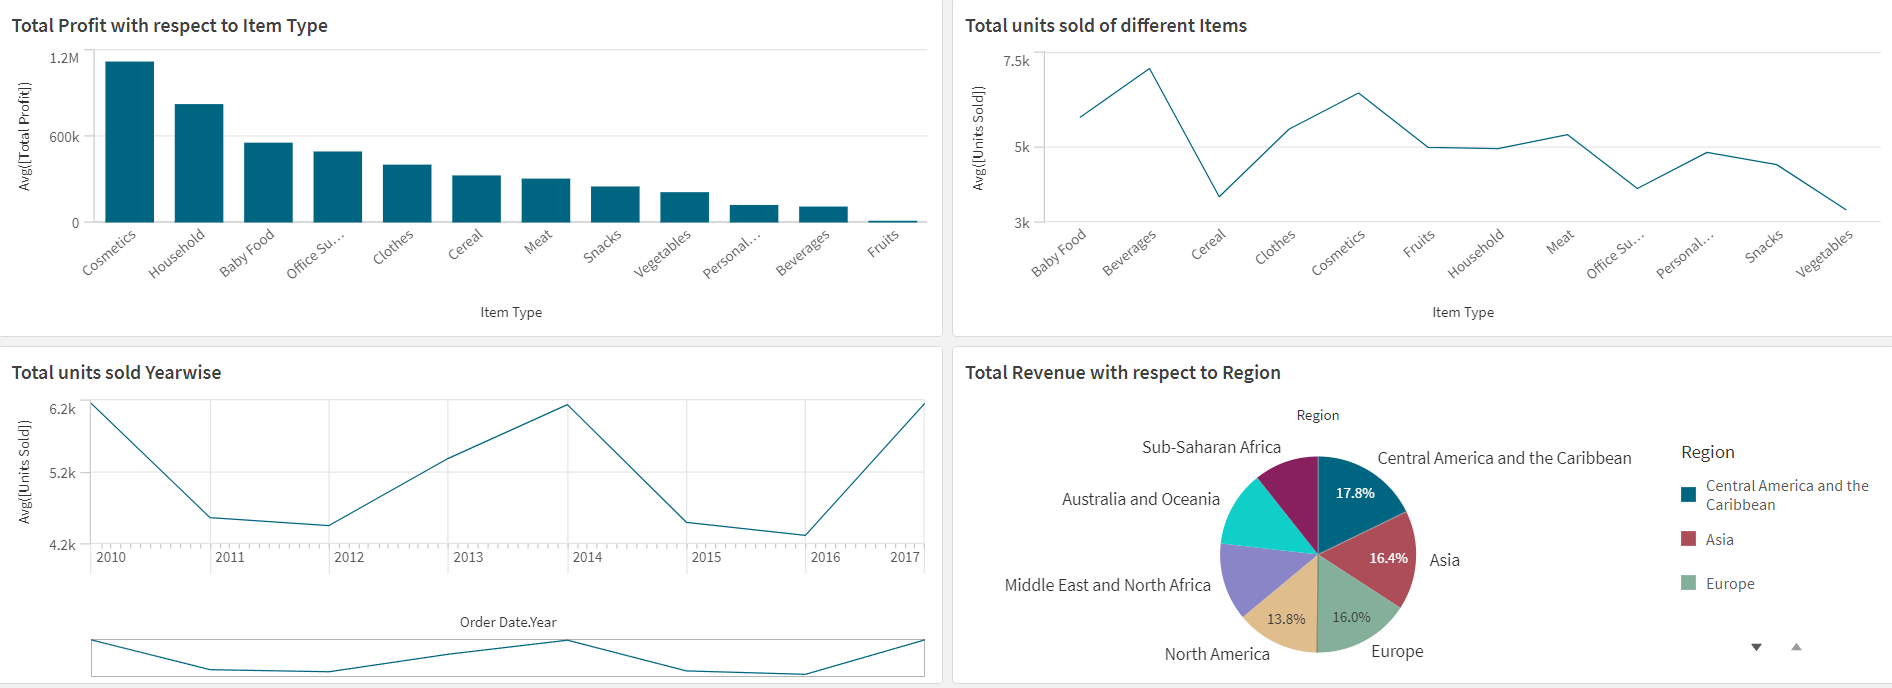 Total Profit with respect to Item Type
Avg([Total Profit])
1.2M
600k
0
Cosmetics
Household
Baby Food
Office Su...
Clothes
Cereal
Meat
Snacks
Vegetables
Personal...
Beverages
Fruits
Item Type
Total units sold of different Items
Avg([Units Sold])
7.5k
5k
3k
Baby Food
Beverages
Cereal
Clothes
Cosmetics
Fruits
Household
Meat
Office Su...
Personal...
Snacks
Vegetables
Item Type
Total units sold Yearwise
Avg([Units Sold])
6.2k
5.2k
4.2k
2010
2011
2012
2013
2014
2015
2016
2017
Order Date.Year
Total Revenue with respect to Region
Region
Sub-Saharan Africa
Central America and the Caribbean
17.8%
Australia and Oceania
16.4%
Asia
Middle East and North Africa
13.8%
16.0%
North America
Europe
Region
Central America and the
Caribbean
Asia
Europe